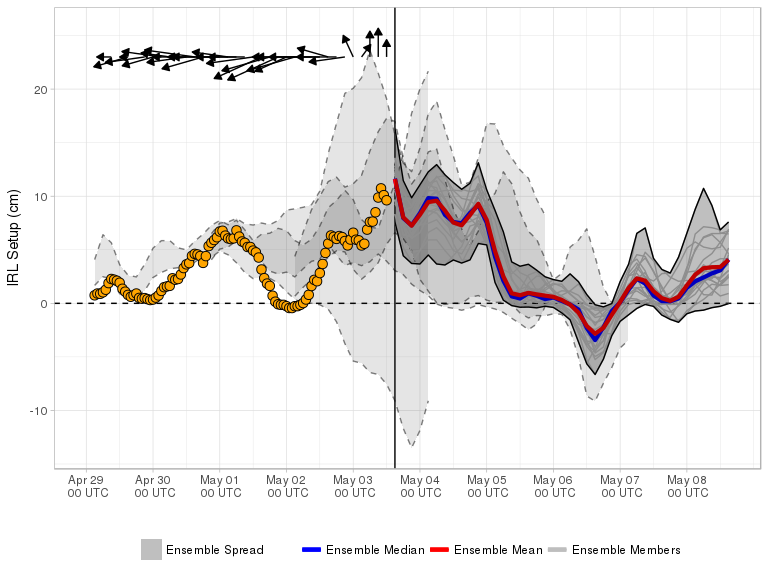 IRL Setup (cm)
20
10
0
-10
Apr 29 Apr 30 May 01 May 02 May 03 May 04 May 05 May 06 May 07 May 08
00 UTC 00 UTC 00 UTC 00 UTC 00 UTC 00 UTC 00 UTC 00 UTC 00 UTC 00 UTC
Ensemble Spread Ensemble Median Ensemble Mean Ensemble Members